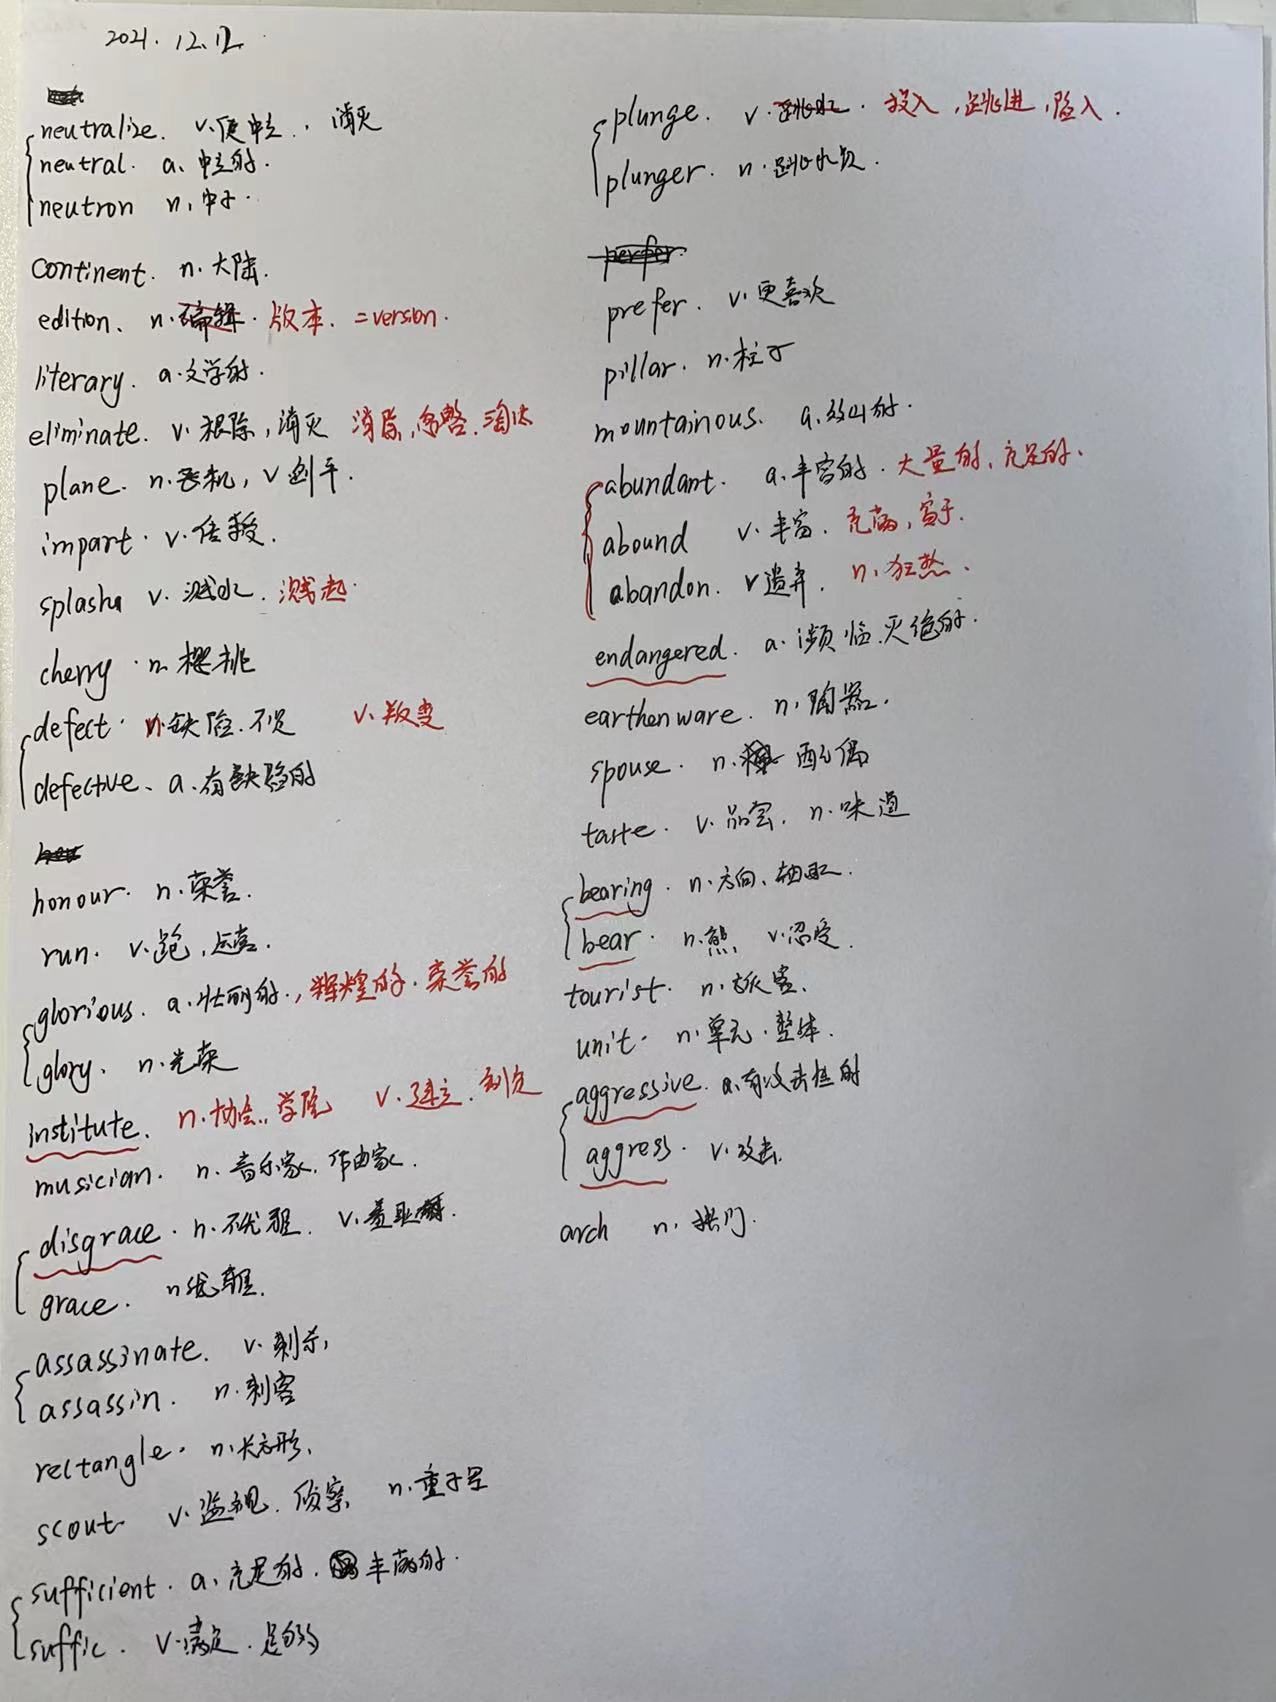 2021.12.12
neutralize. v.使中立, 消灭
neutral. a. 中立的.
neutron n. 中子.
continent. n. 大陆.
edition. n. 编辑. 版本. =version.
literary. a.文学的.
eliminate. v. 根除, 消灭 消除, 忽略, 淘汰
plane. n. 飞机, v 刨平.
impart. v. 传授.
splash v. 溅水. 溅起.
cherry. n. 樱桃
defect. n. 缺陷. 不足 v. 叛变
defective. a. 有缺陷的
honour. n. 荣誉.
run. v. 跑, 运营.
glorious. a. 壮丽的, 辉煌的. 荣誉的
glory. n. 光荣
institute. n. 协会. 学院 v. 建立. 制定
musician. n. 音乐家. 作曲家.
disgrace. n. 不优雅. v. 羞耻
grace. n 优雅.
assassinate. v. 刺杀,
assassin. n. 刺客
rectangle. n. 长方形.
scout. v. 监视. 侦察, n. 童子军
sufficient. a. 充足的. 丰满的.
suffic. v. 满足. 足够
plunge. v. 跳水. 投入, 跳进, 陷入.
plunger. n. 跳水员.
perfer.
prefer. v. 更喜欢
pillar. n. 柱子
mountainous. a. 多山的.
abundant. a. 丰富的. 大量的, 充足的.
abound v. 丰富. 充满, 富于.
abandon. v 遗弃. n. 狂热.
endangered. a. 濒临灭绝的.
earthenware. n. 陶器.
spouse. n. 配偶
taste. v. 品尝. n. 味道
bearing. n. 方向, 轴承.
bear. n. 熊, v. 忍受.
tourist. n. 旅客.
unit. n. 单元. 整体.
aggressive. a. 有攻击性的
aggress. v. 攻击.
arch n. 拱门.